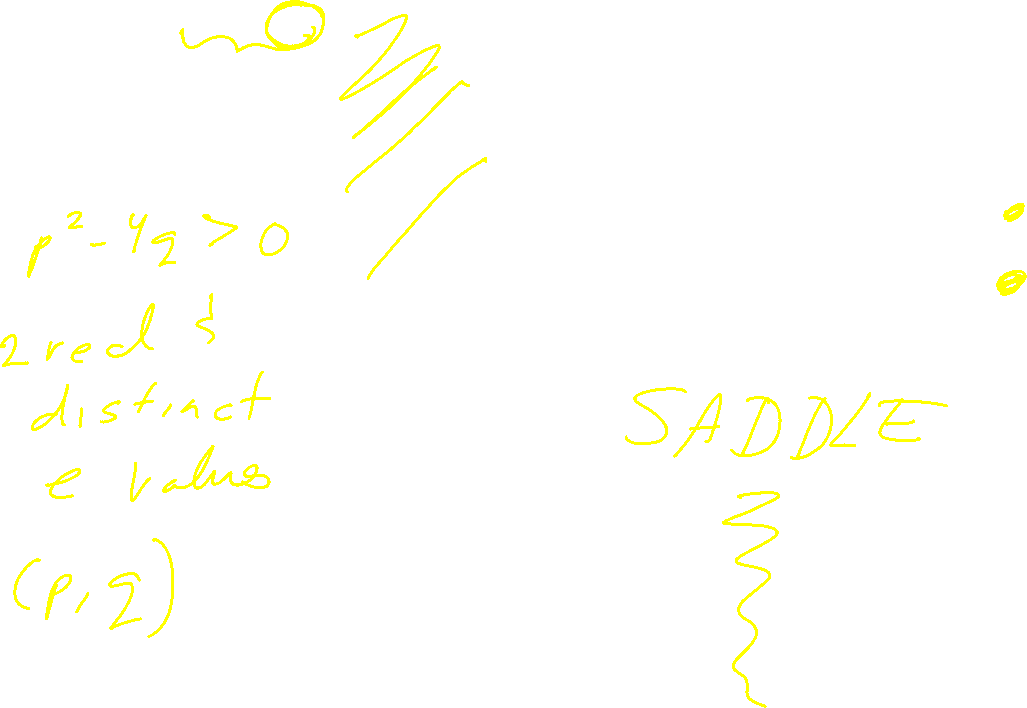 p² - 4q > 0
2 real &
distinct
e values
(p, q)
SADDLE